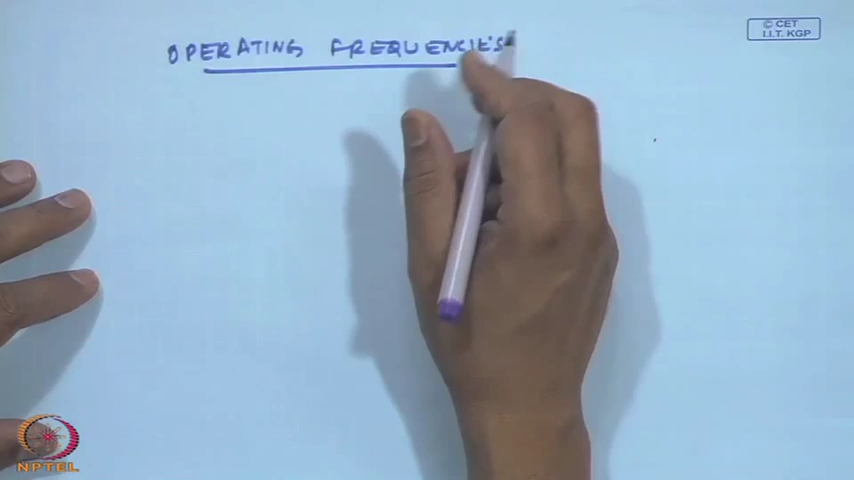 OPERATING FREQUENCIES
© CET
I.I.T. KGP
NPTEL